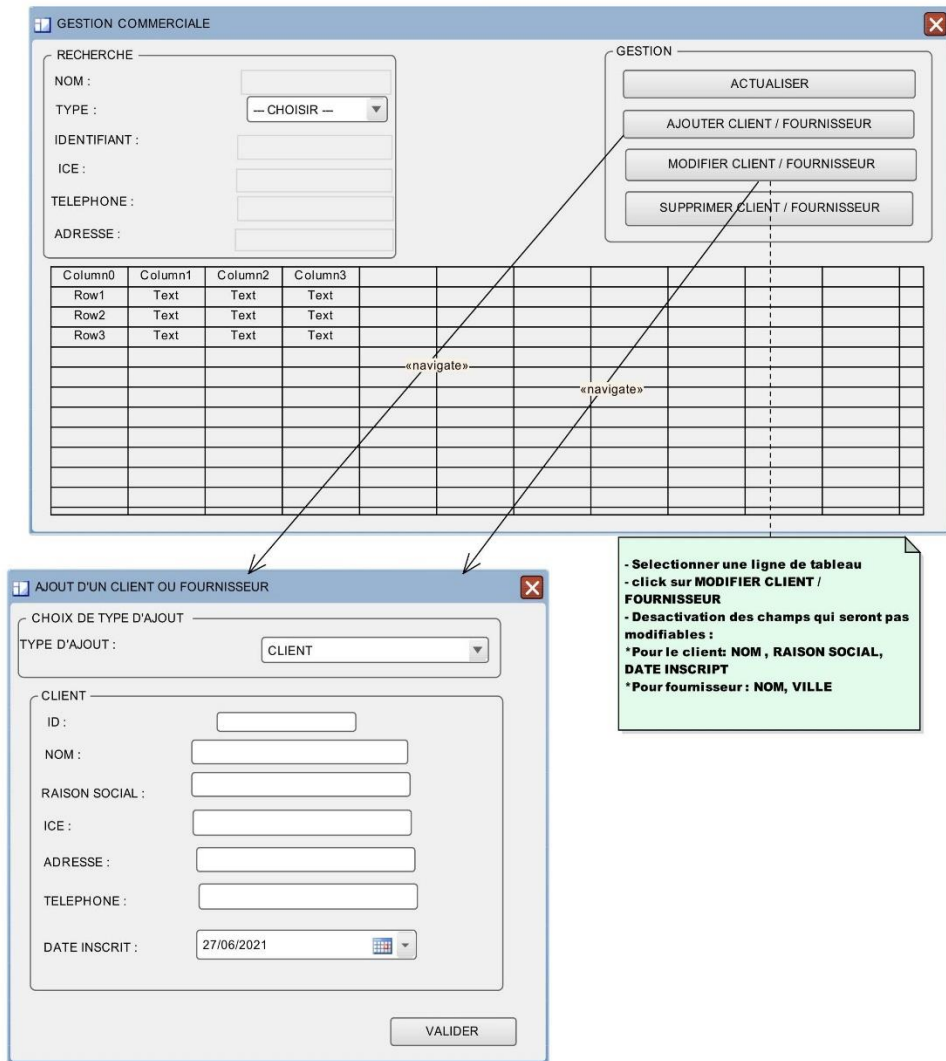 GESTION COMMERCIALE
RECHERCHE
NOM :
TYPE :
--- CHOISIR ---
IDENTIFIANT :
ICE :
TELEPHONE :
ADRESSE :
GESTION
ACTUALISER
AJOUTER CLIENT / FOURNISSEUR
MODIFIER CLIENT / FOURNISSEUR
SUPPRIMER CLIENT / FOURNISSEUR
Column0 Column1 Column2 Column3
Row1 Text Text Text
Row2 Text Text Text
Row3 Text Text Text
«navigate»
«navigate»
- Selectionner une ligne de tableau
- click sur MODIFIER CLIENT /
FOURNISSEUR
- Desactivation des champs qui seront pas
modifiables :
*Pour le client: NOM , RAISON SOCIAL,
DATE INSCRIPT
*Pour fournisseur : NOM, VILLE
AJOUT D'UN CLIENT OU FOURNISSEUR
CHOIX DE TYPE D'AJOUT
TYPE D'AJOUT :
CLIENT
CLIENT
ID :
NOM :
RAISON SOCIAL :
ICE :
ADRESSE :
TELEPHONE :
DATE INSCRIT :
27/06/2021
VALIDER